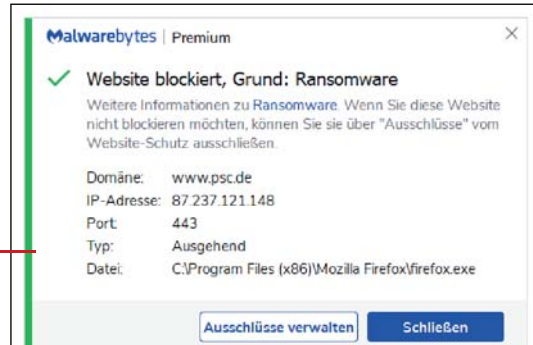 Malwarebytes | Premium
Website blockiert, Grund: Ransomware
Weitere Informationen zu Ransomware. Wenn Sie diese Website
nicht blockieren möchten, können Sie sie über "Ausschlüsse" vom
Website-Schutz ausschließen.
Domäne: www.psc.de
IP-Adresse: 87.237.121.148
Port: 443
Typ: Ausgehend
Datei: C:\Program Files (x86)\Mozilla Firefox\firefox.exe
Ausschlüsse verwalten Schließen